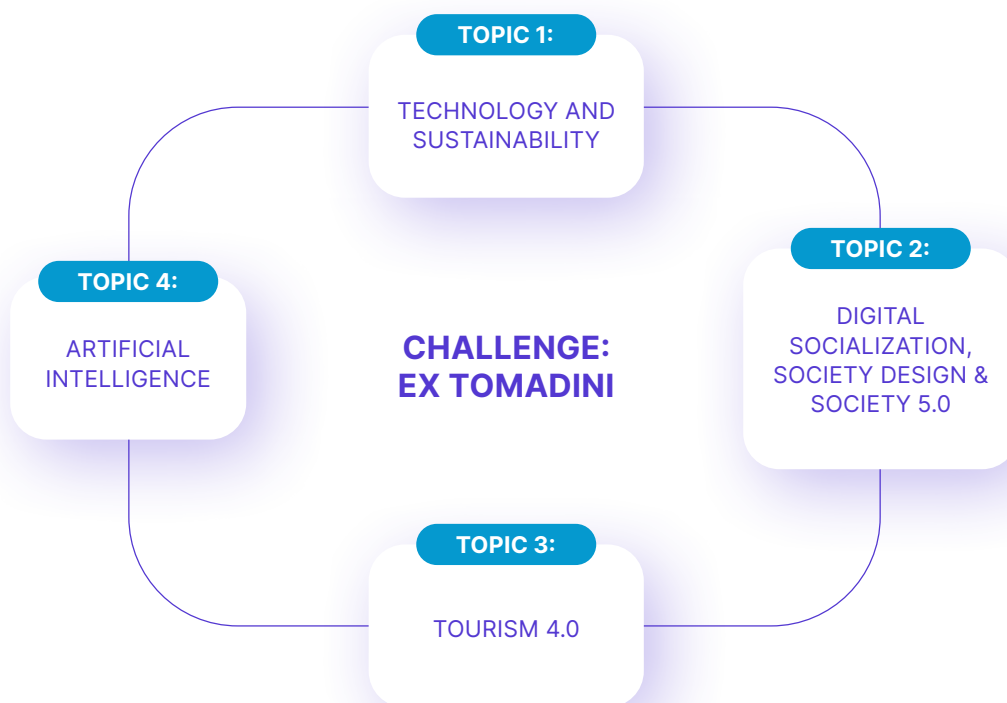 TOPIC 1:
TECHNOLOGY AND
SUSTAINABILITY
TOPIC 2:
DIGITAL
SOCIALIZATION,
SOCIETY DESIGN &
SOCIETY 5.0
TOPIC 4:
ARTIFICIAL
INTELLIGENCE
CHALLENGE:
EX TOMADINI
TOPIC 3:
TOURISM 4.0